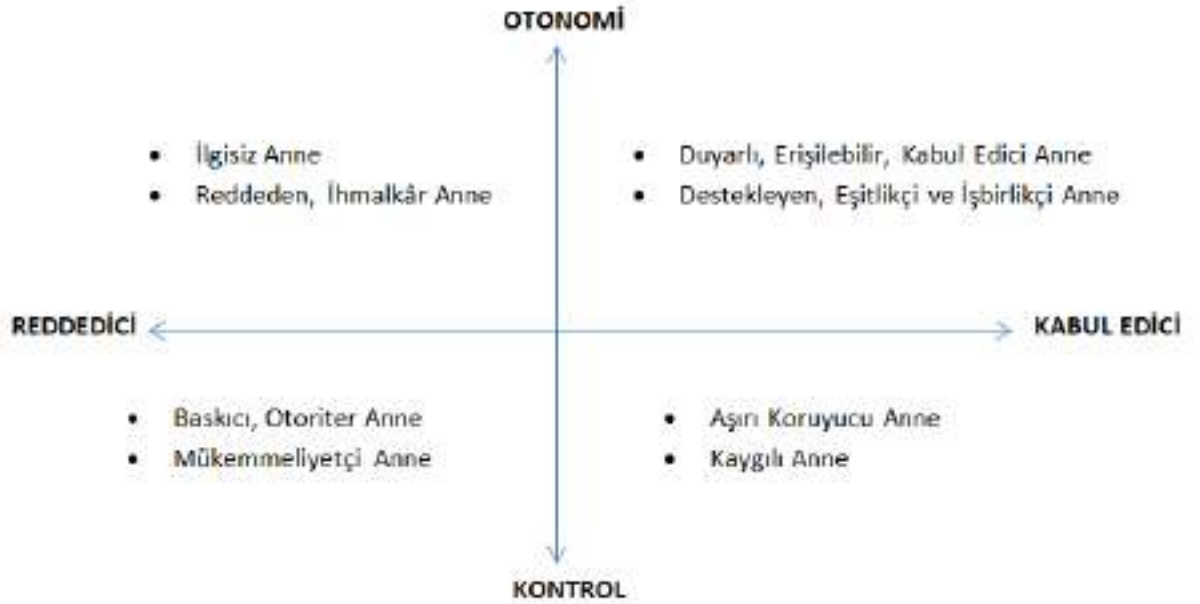 OTONOMİ
• İlgisiz Anne
• Reddeden, İhmalkâr Anne
• Duyarlı, Erişilebilir, Kabul Edici Anne
• Destekleyen, Eşitlikçi ve İşbirlikçi Anne
REDDEDİCİ
KABUL EDİCİ
• Baskıcı, Otoriter Anne
• Mükemmeliyetçi Anne
• Aşırı Koruyucu Anne
• Kaygılı Anne
KONTROL